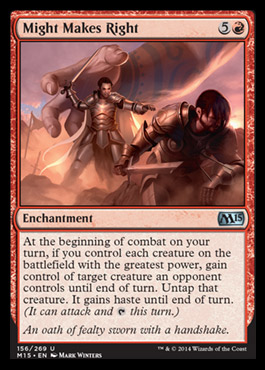 Might Makes Right 5
Enchantment M15
At the beginning of combat on your
turn, if you control each creature on the
battlefield with the greatest power, gain
control of target creature an opponent
controls until end of turn. Untap that
creature. It gains haste until end of turn.
(It can attack and this turn.)
An oath of fealty sworn with a handshake.
156/269 U
M15 • EN MARK WINTERS
™ & © 2014 Wizards of the Coast